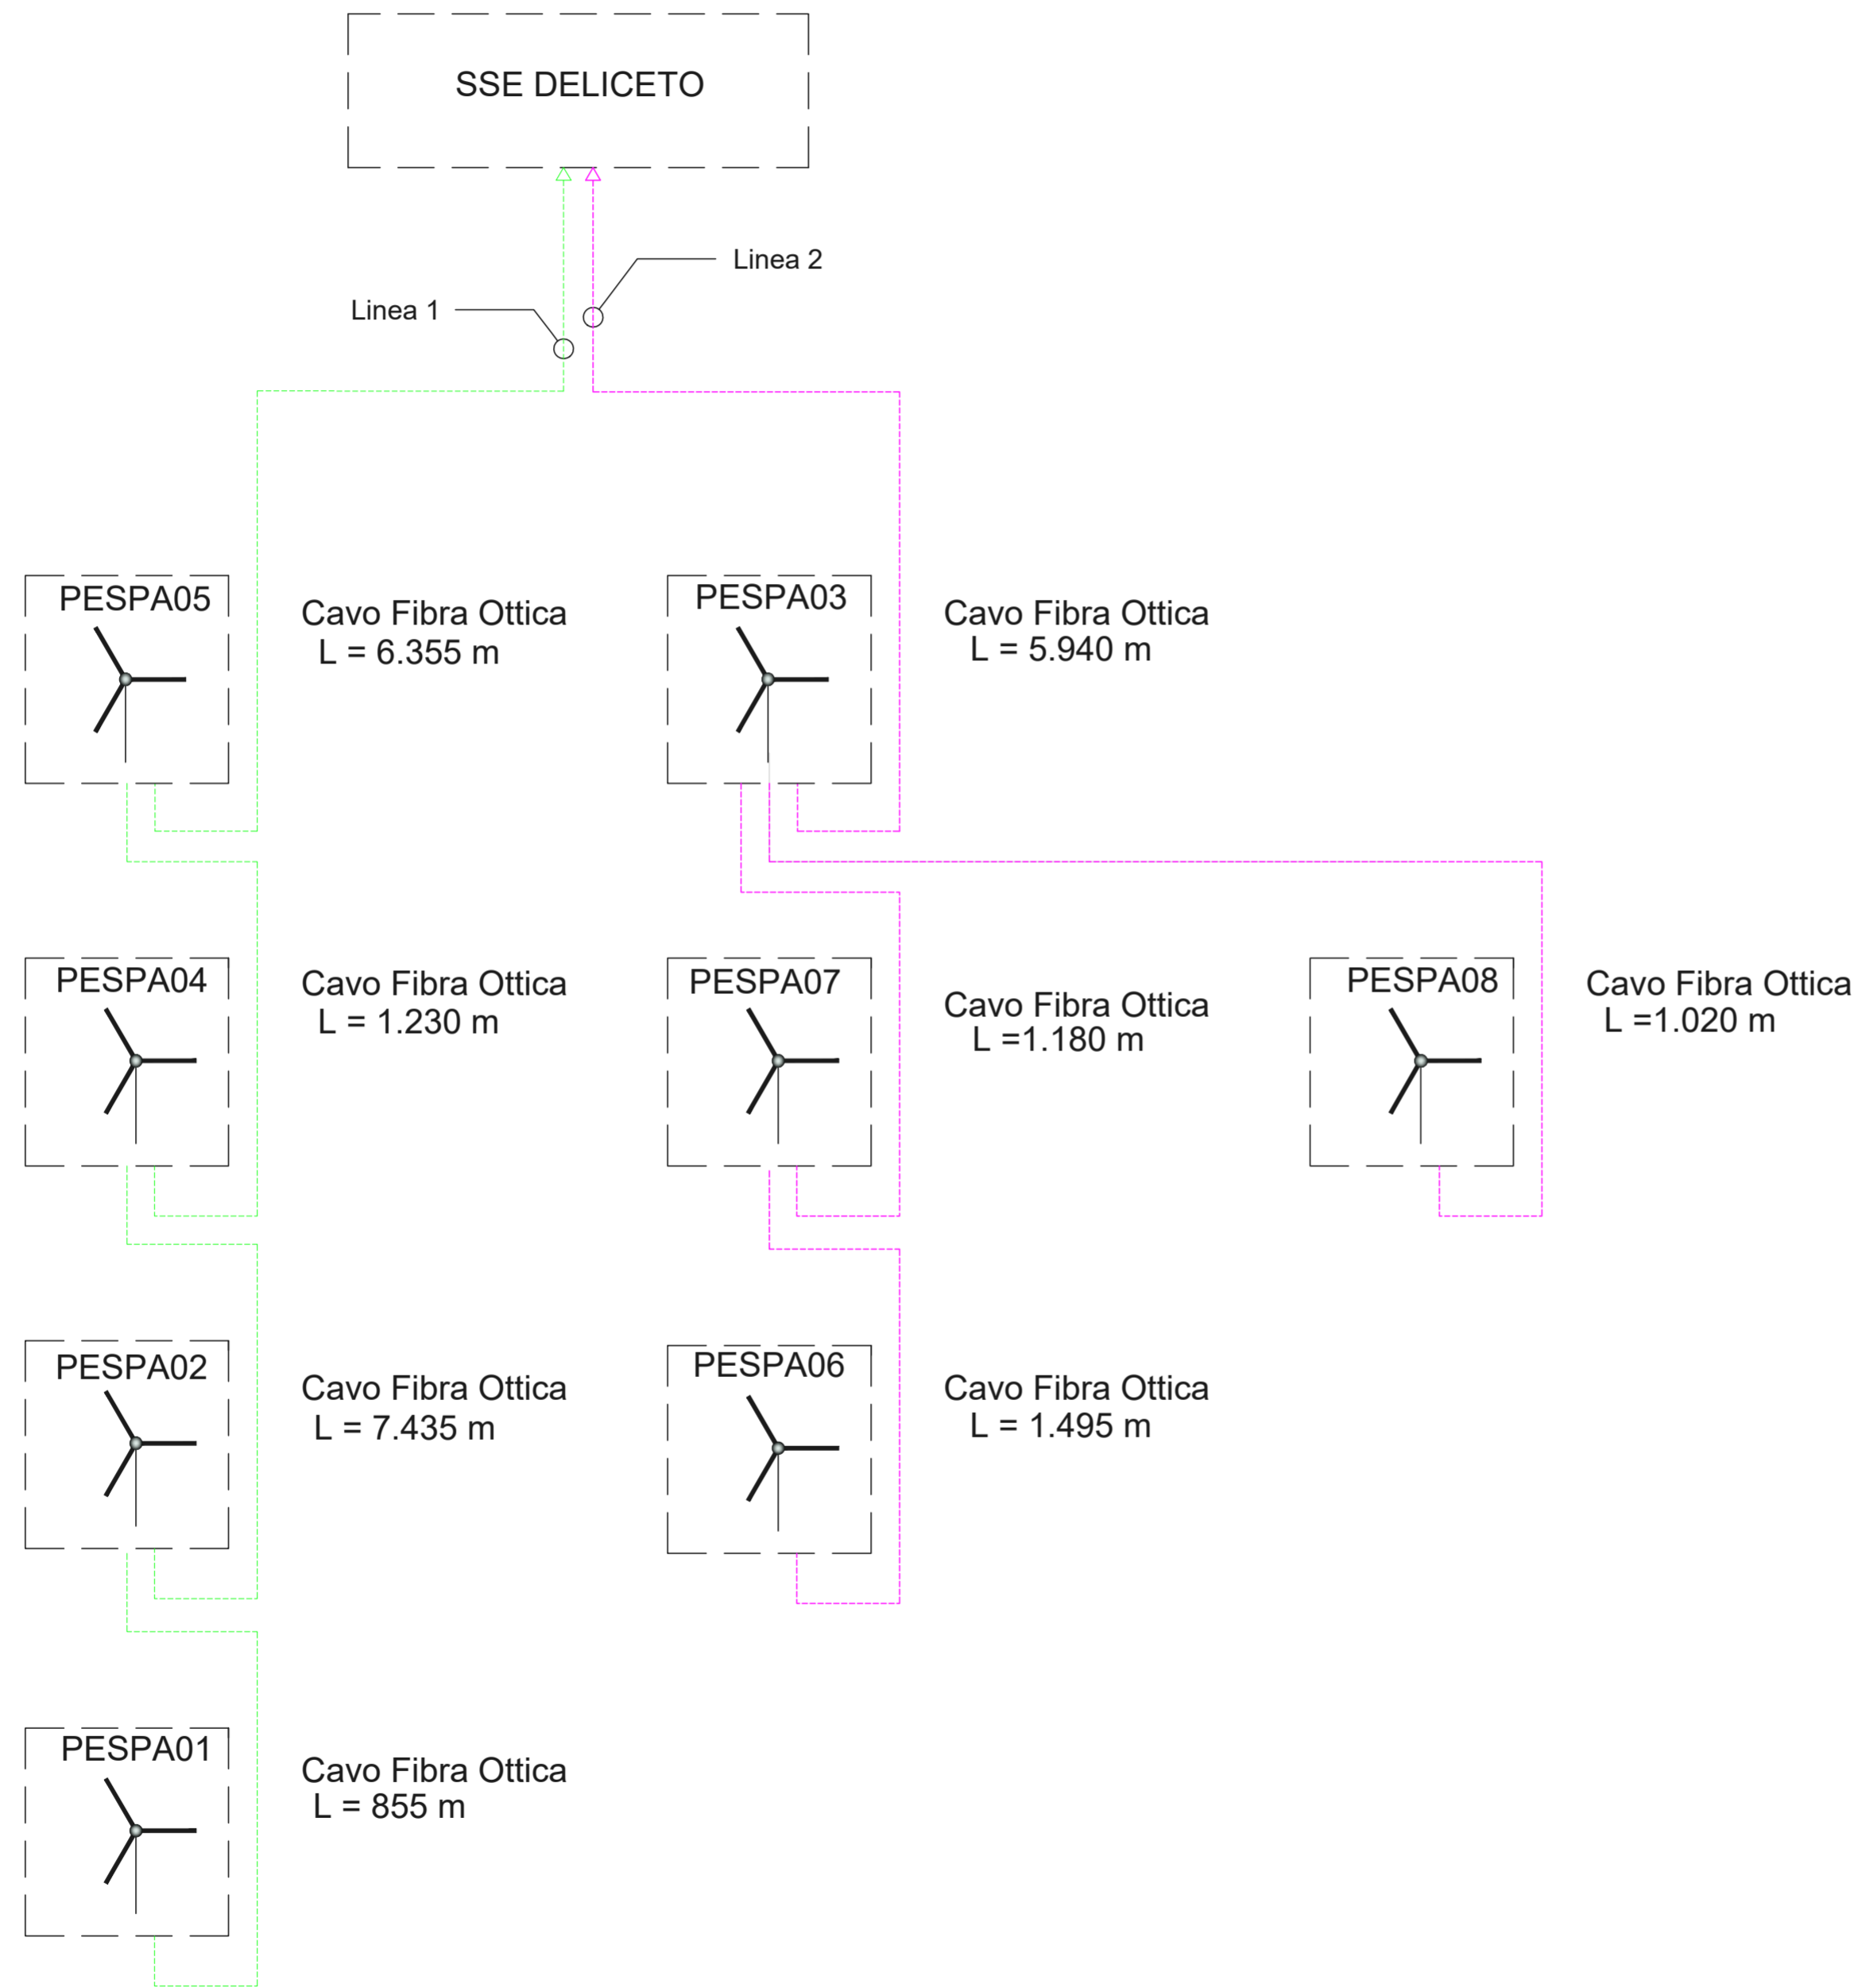 SSE DELICETO
Linea 2
Linea 1
PESPA05
Cavo Fibra Ottica
L = 6.355 m
PESPA03
Cavo Fibra Ottica
L = 5.940 m
PESPA04
Cavo Fibra Ottica
L = 1.230 m
PESPA07
Cavo Fibra Ottica
L =1.180 m
PESPA08
Cavo Fibra Ottica
L =1.020 m
PESPA02
Cavo Fibra Ottica
L = 7.435 m
PESPA06
Cavo Fibra Ottica
L = 1.495 m
PESPA01
Cavo Fibra Ottica
L = 855 m